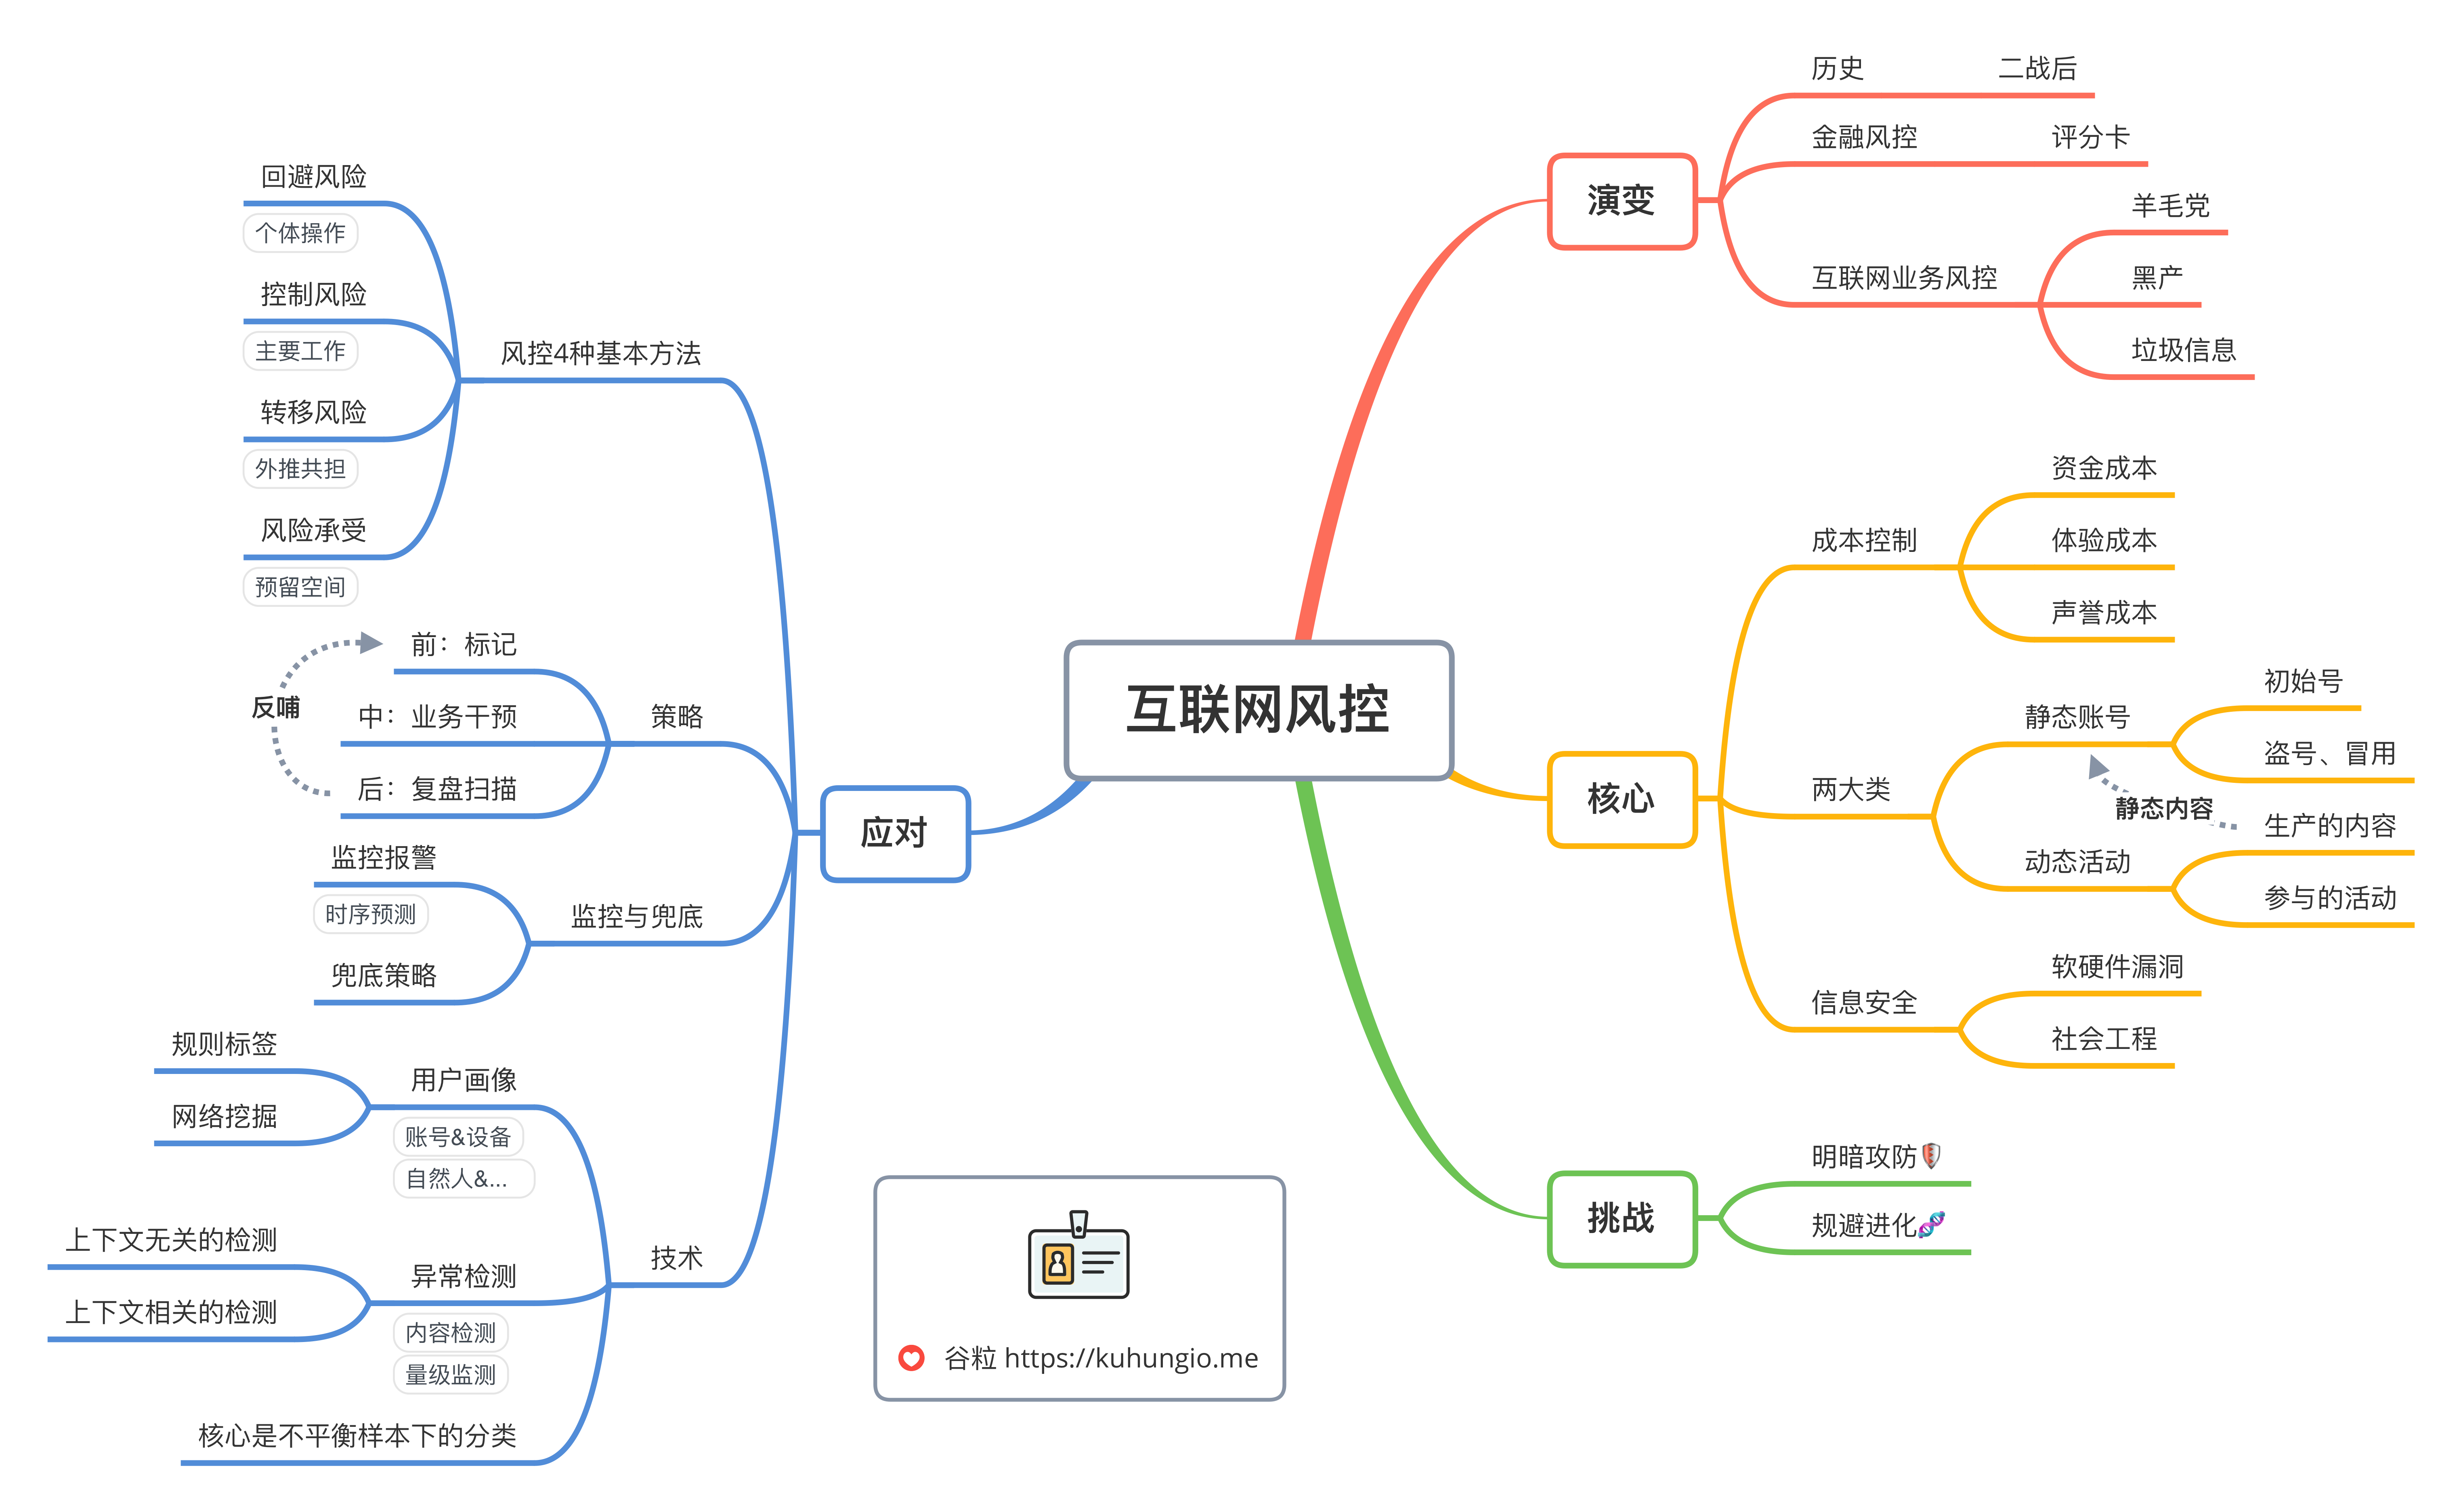 互联网风控
演变
历史
二战后
金融风控
评分卡
互联网业务风控
羊毛党
黑产
垃圾信息
核心
成本控制
资金成本
体验成本
声誉成本
两大类
静态账号
初始号
盗号、冒用
静态内容
动态活动
生产的内容
参与的活动
信息安全
软硬件漏洞
社会工程
挑战
明暗攻防🛡️
规避进化🧬
应对
风控4种基本方法
回避风险
个体操作
控制风险
主要工作
转移风险
外推共担
风险承受
预留空间
策略
前：标记
中：业务干预
后：复盘扫描
反哺
监控与兜底
监控报警
时序预测
兜底策略
技术
用户画像
账号&设备
自然人&...
规则标签
网络挖掘
异常检测
内容检测
量级监测
上下文无关的检测
上下文相关的检测
核心是不平衡样本下的分类
谷粒 https://kuhungio.me